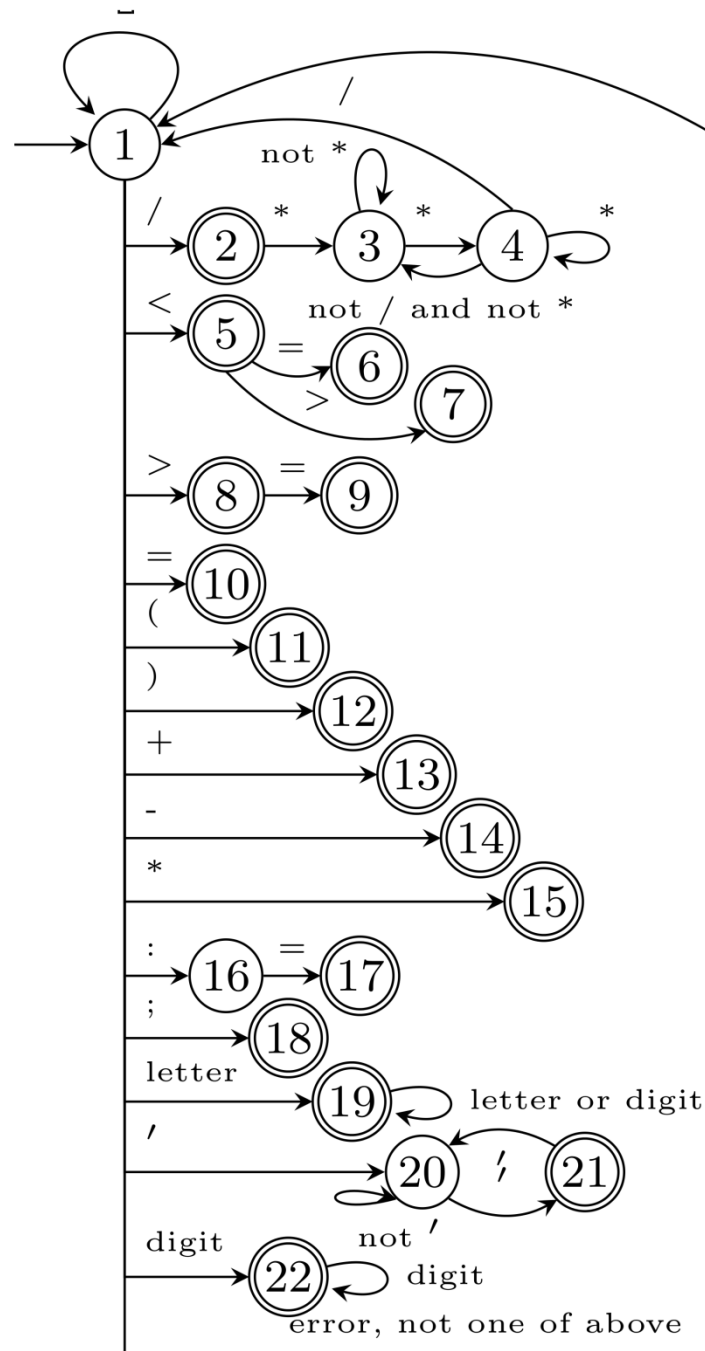 ␣
/
1
not *
/ * * *
2 3 4
<
not / and not *
5 = 6
> 7
> =
8 9
=
10
(
11
)
12
+
13
-
14
*
15
: =
16 17
;
18
letter
19 letter or digit
'
20 ' ' 21
not '
digit
22 digit
error, not one of above